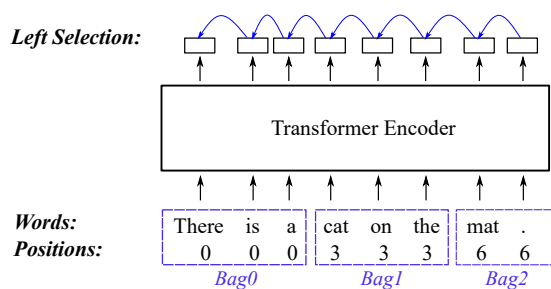 Left Selection:
Transformer Encoder
Words: There is a cat on the mat .
Positions: 0 0 0 3 3 3 6 6
Bag0 Bag1 Bag2